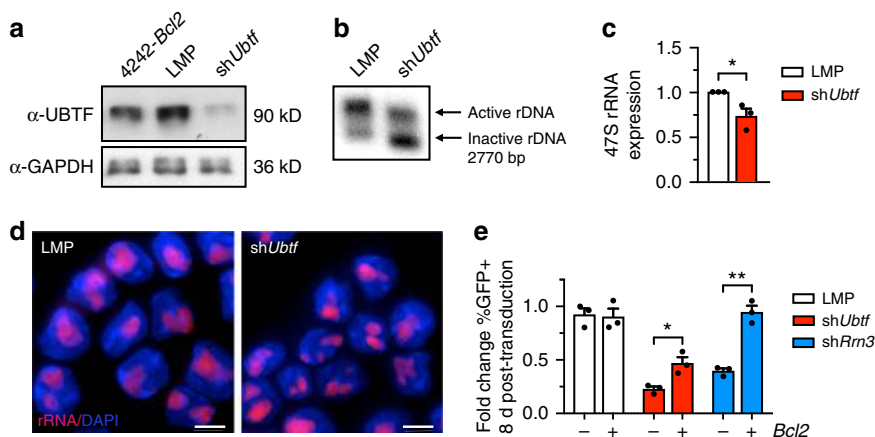 a
4242-Bcl2
LMP
shUbtf
α-UBTF
90 kD
α-GAPDH
36 kD
b
LMP
shUbtf
Active rDNA
Inactive rDNA
2770 bp
c
47S rRNA
expression
1.5
1.0
0.5
0
*
LMP
shUbtf
d
LMP
rRNA/DAPI
shUbtf
e
Fold change %GFP+
8 d post-transduction
1.0
0.5
0.0
*
**
LMP
shUbtf
shRrn3
– + – + – + Bcl2